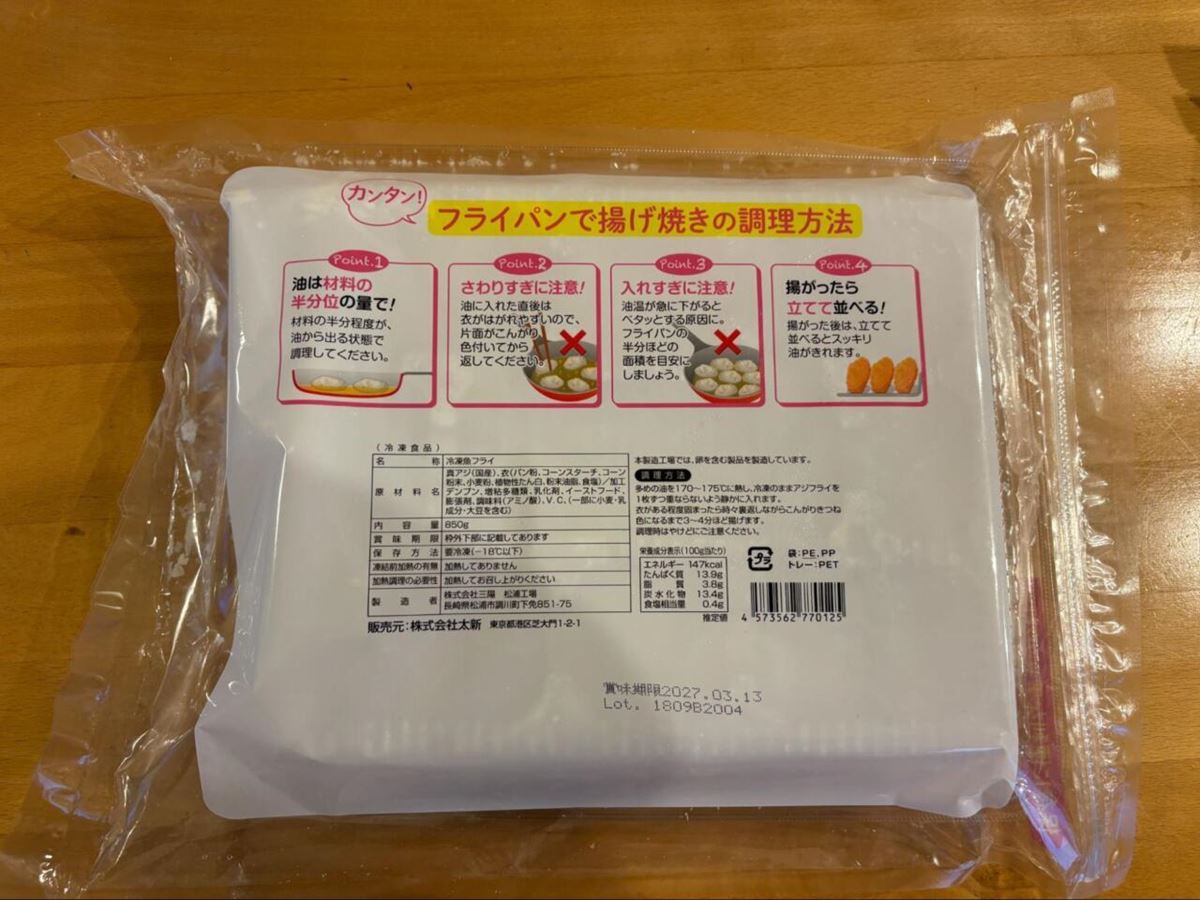 カンタン!
フライパンで揚げ焼きの調理方法
Point.1
油は材料の
半分位の量で!
材料の半分程度が、
油から出る状態で
調理してください。
Point.2
さわりすぎに注意!
油に入れた直後は
衣がはがれやすいので、
片面がこんがり
色付いてから
返してください。
Point.3
入れすぎに注意!
油温が急に下がると
ベタッとする原因に。
フライパンの
半分ほどの
面積を目安に
しましょう。
Point.4
揚がったら
立てて並べる!
揚がった後は、立てて
並べるとスッキリ
油がきれます。
(冷凍食品)
名称 冷凍魚フライ
原材料名 真アジ(国産)、衣(パン粉、コーンスターチ、コーン
粉末、小麦粉、植物性たん白、粉末油脂、食塩)/加工
デンプン、増粘多糖類、乳化剤、イーストフード、
膨張剤、調味料(アミノ酸)、V.C、(一部に小麦・乳
成分・大豆を含む)
内容量 850g
賞味期限 枠外下部に記載してあります
保存方法 要冷凍(-18℃以下)
凍結前加熱の有無 加熱してありません
加熱調理の必要性 加熱してお召し上がりください
製造者 株式会社三陽 松浦工場
長崎県松浦市調川町下免851-75
販売元:株式会社太新 東京都港区芝大門1-2-1
本製造工場では、卵を含む製品を製造しています。
調理方法
多めの油を170~175℃に熱し、冷凍のままアジフライを
1枚ずつ重ならないよう静かに入れます。
衣がある程度固まったら時々裏返しながらこんがりきつね
色になるまで3~4分ほど揚げます。
調理時はやけどにご注意ください。
栄養成分表示(100g当たり)
エネルギー 147kcal
たんぱく質 13.9g
脂質 3.8g
炭水化物 13.4g
食塩相当量 0.4g
推定値
プラ
袋:PE,PP
トレー:PET
4 573562 770125
賞味期限2027.03.13
Lot. 1809B2004